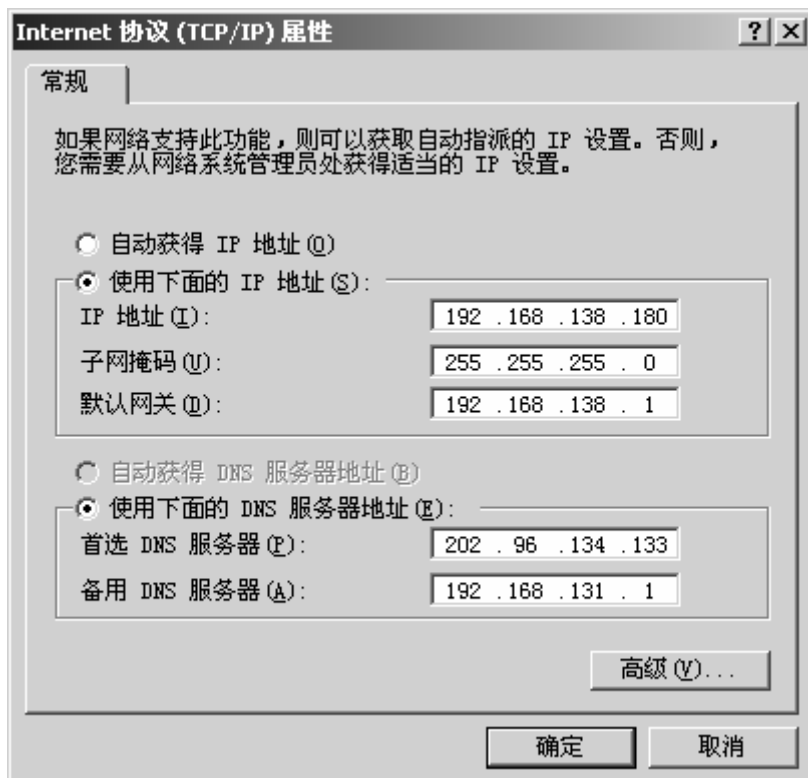 Internet 协议 (TCP/IP) 属性
常规
如果网络支持此功能，则可以获取自动指派的 IP 设置。否则，
您需要从网络系统管理员处获得适当的 IP 设置。
自动获得 IP 地址(O)
使用下面的 IP 地址(S):
IP 地址(I): 192 .168 .138 .180
子网掩码(U): 255 .255 .255 . 0
默认网关(D): 192 .168 .138 . 1
自动获得 DNS 服务器地址(B)
使用下面的 DNS 服务器地址(E):
首选 DNS 服务器(P): 202 . 96 .134 .133
备用 DNS 服务器(A): 192 .168 .131 . 1
高级(V)...
确定 取消